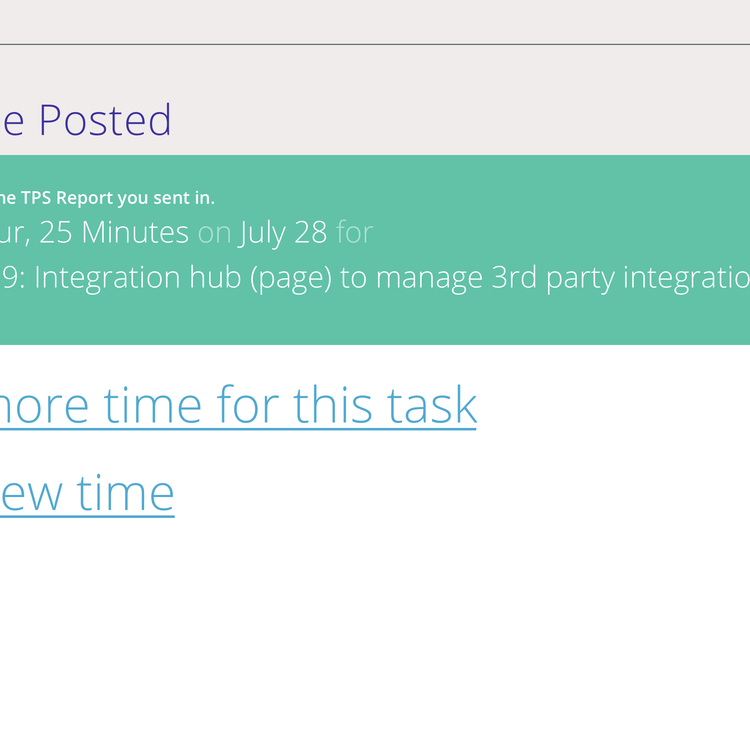 e Posted
he TPS Report you sent in.
ur, 25 Minutes on July 28 for
9: Integration hub (page) to manage 3rd party integratio
more time for this task
ew time